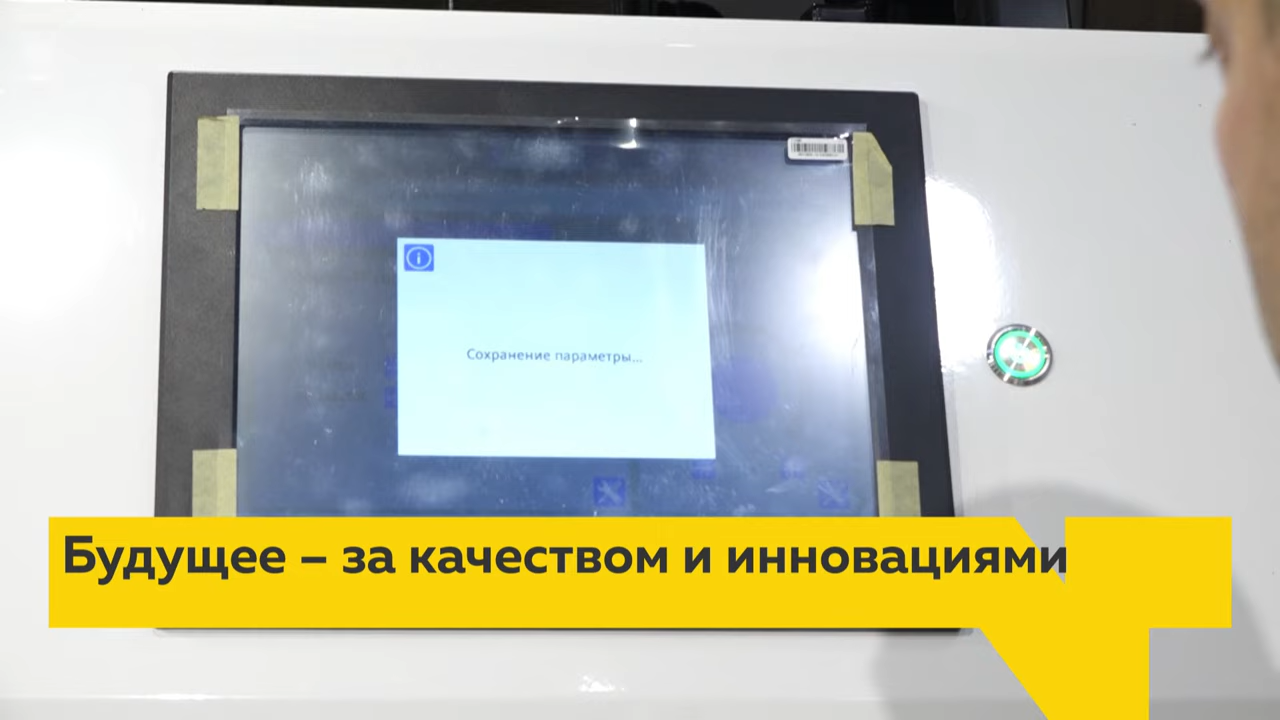 Сохранение параметры...
Будущее – за качеством и инновациями